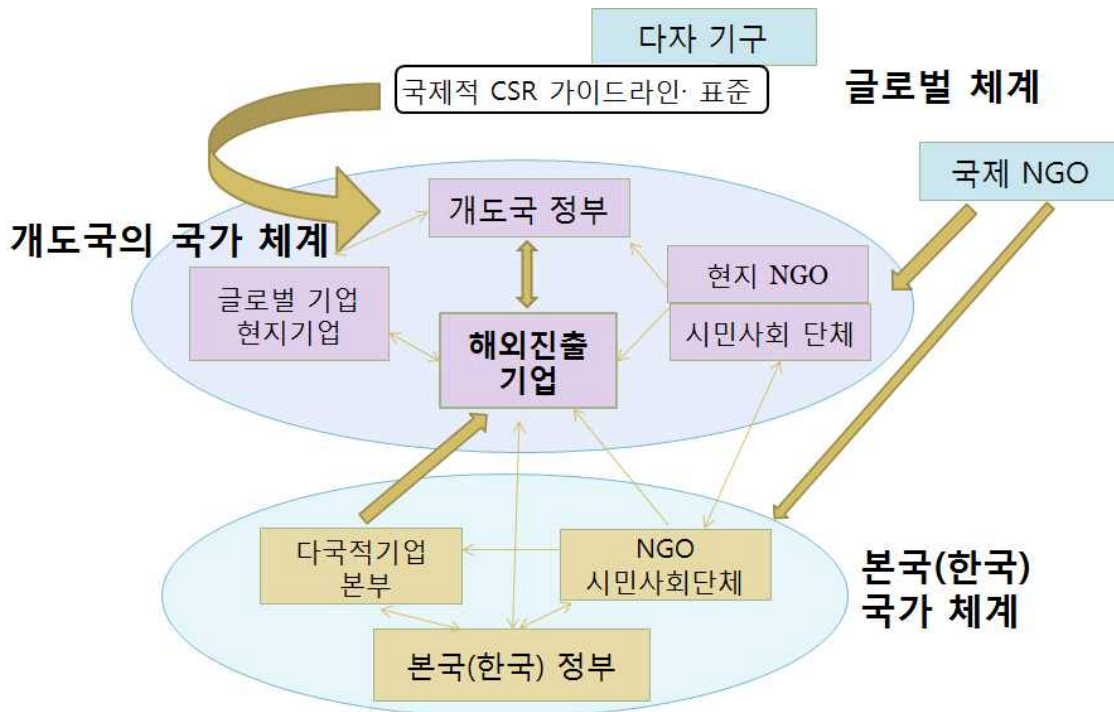 다자 기구
국제적 CSR 가이드라인· 표준
글로벌 체계
국제 NGO
개도국 정부
개도국의 국가 체계
현지 NGO
글로벌 기업
현지기업
시민사회 단체
해외진출
기업
다국적기업
본부
NGO
시민사회단체
본국(한국)
국가 체계
본국(한국) 정부